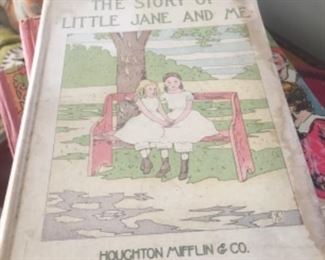 THE STORY OF
LITTLE JANE AND ME
HOUGHTON MIFFLIN & CO.